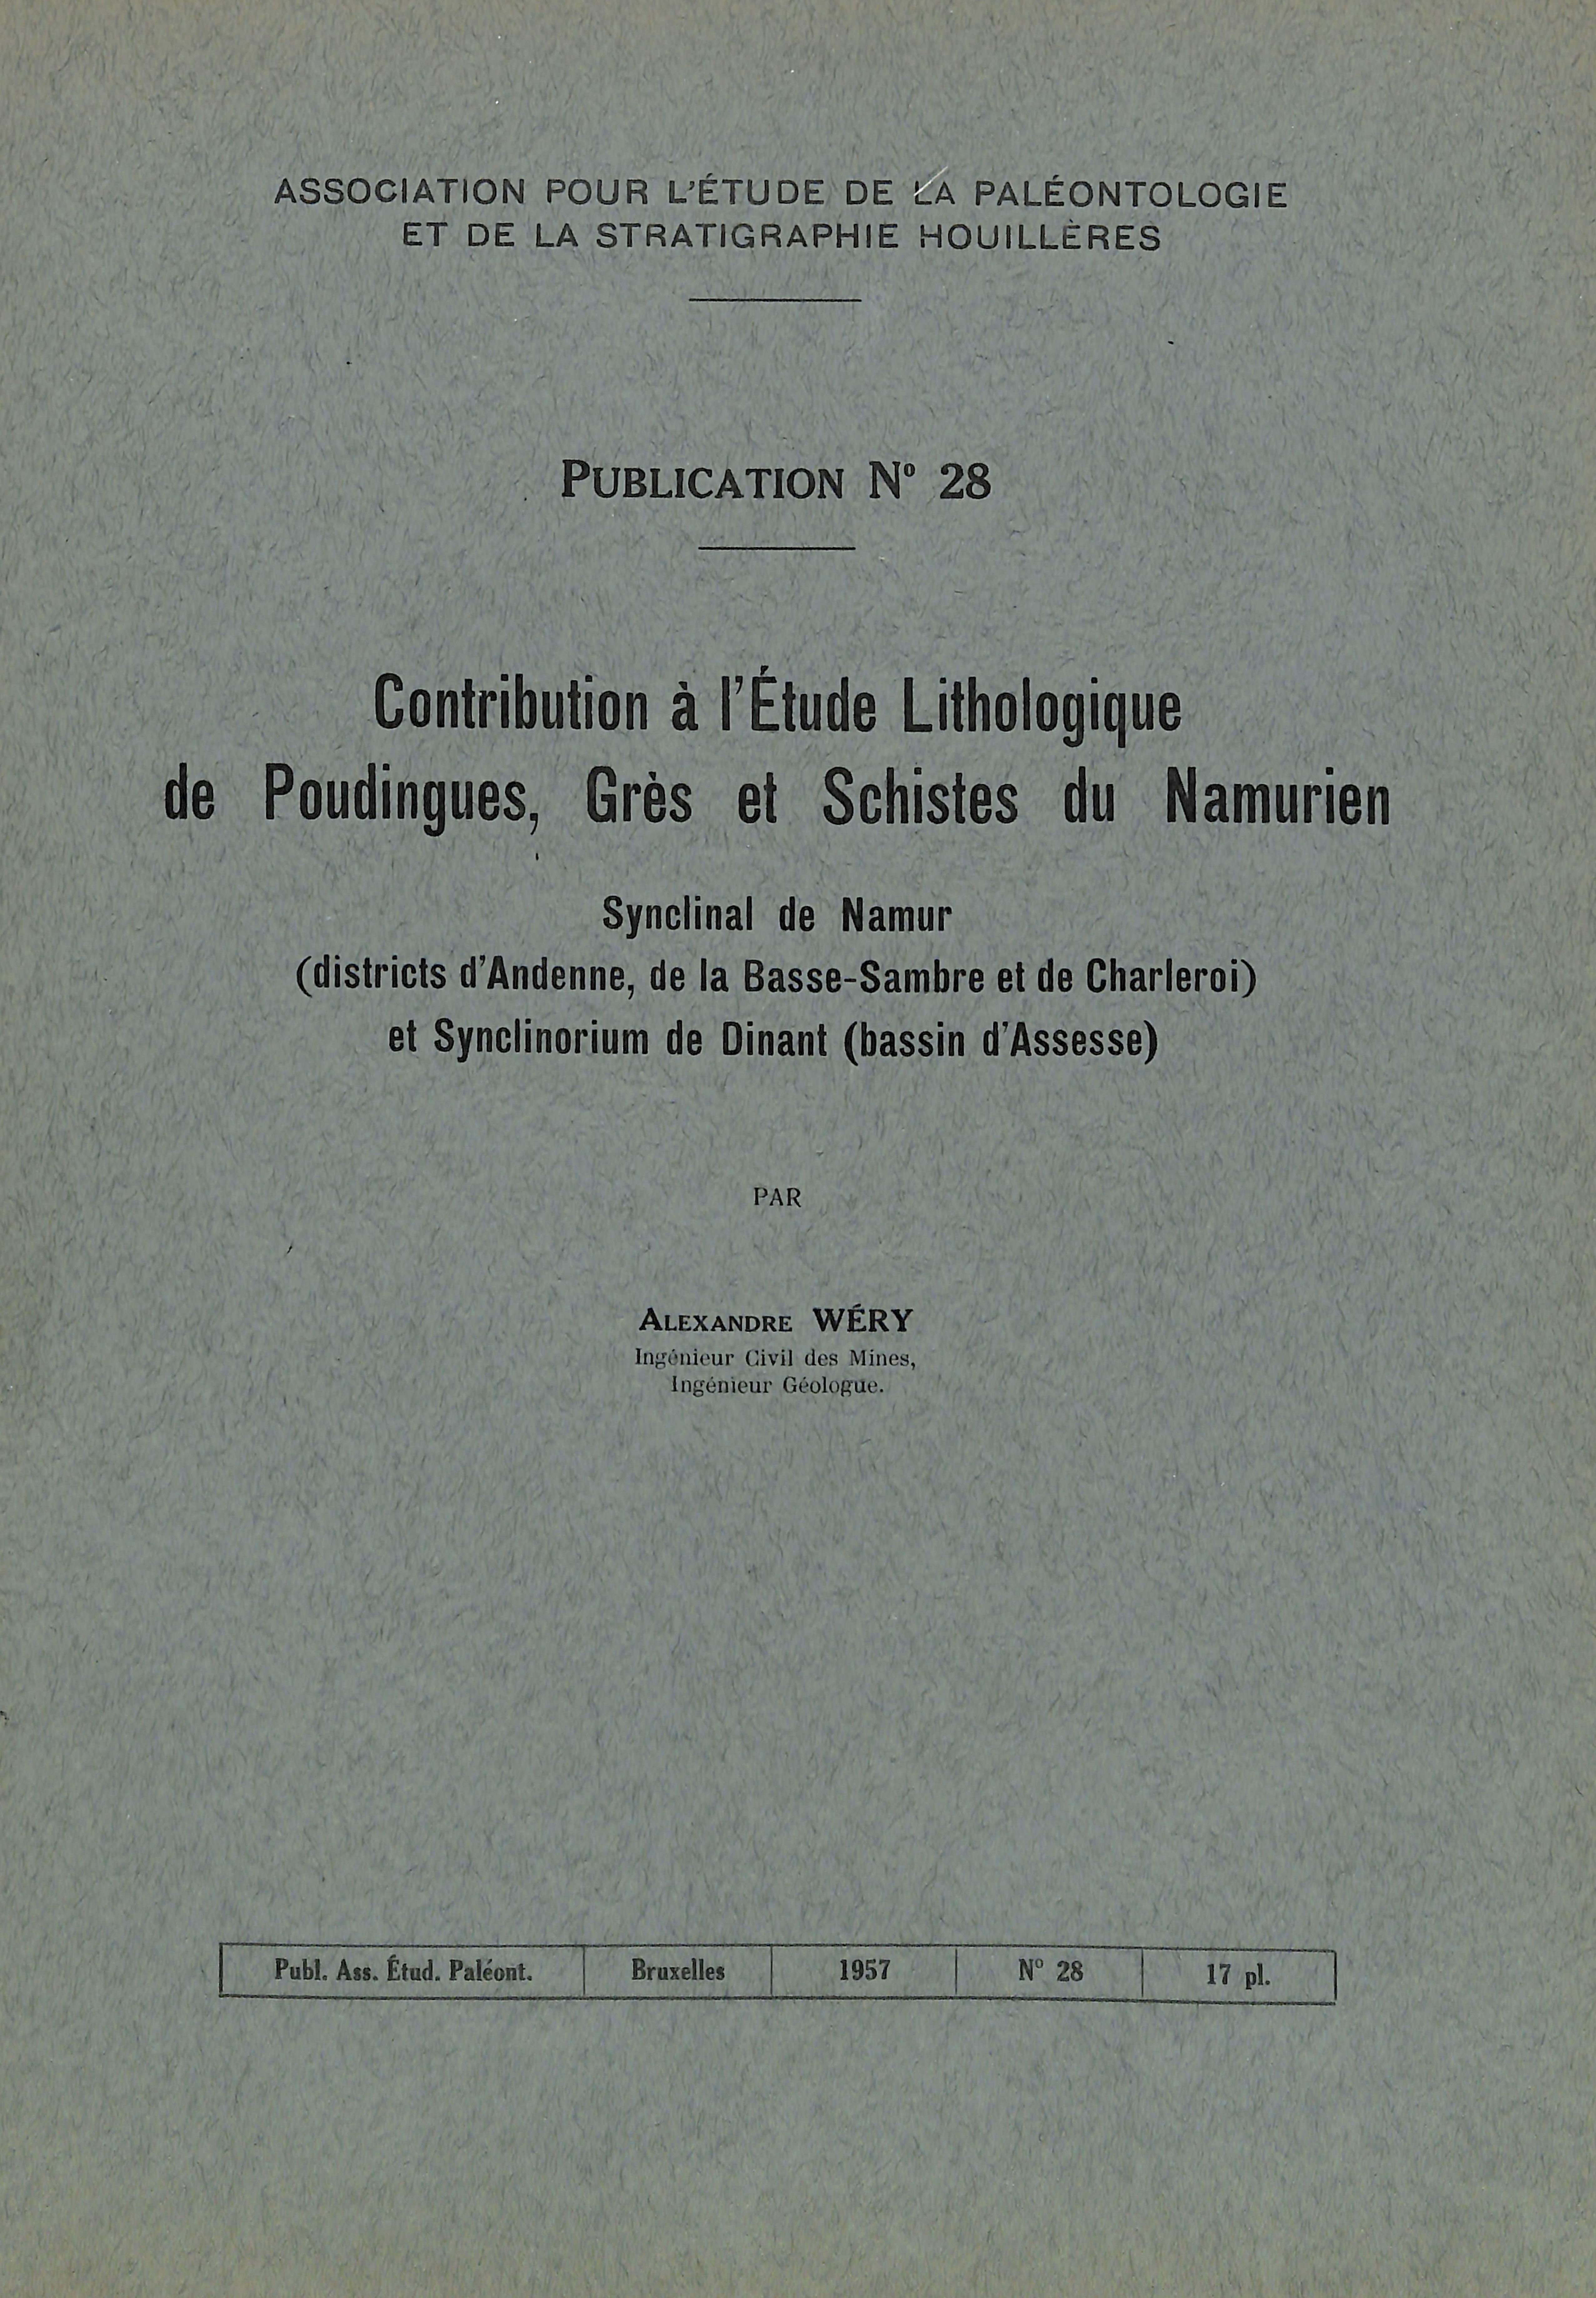 ASSOCIATION POUR L'ÉTUDE DE LA PALÉONTOLOGIE
ET DE LA STRATIGRAPHIE HOUILLÈRES
PUBLICATION Nº 28
Contribution à l'Étude Lithologique
de Poudingues, Grès et Schistes du Namurien
Synclinal de Namur
(districts d'Andenne, de la Basse-Sambre et de Charleroi)
et Synclinorium de Dinant (bassin d'Assesse)
PAR
ALEXANDRE WÉRY
Ingénieur Civil des Mines,
Ingénieur Géologue.
Publ. Ass. Étud. Paléont. Bruxelles 1957 Nº 28 17 pl.